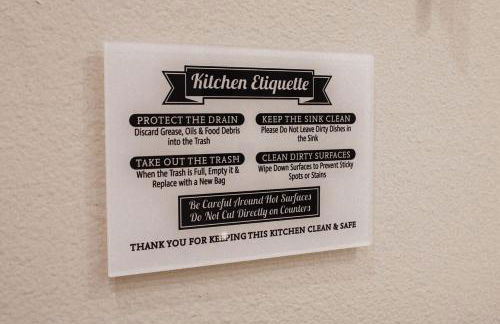 Kitchen Etiquette
PROTECT THE DRAIN
Discard Grease, Oils & Food Debris
into the Trash
KEEP THE SINK CLEAN
Please Do Not Leave Dirty Dishes in
the Sink
TAKE OUT THE TRASH
When the Trash is Full, Empty it &
Replace with a New Bag
CLEAN DIRTY SURFACES
Wipe Down Surfaces to Prevent Sticky
Spots or Stains
Be Careful Around Hot Surfaces
Do Not Cut Directly on Counters
THANK YOU FOR KEEPING THIS KITCHEN CLEAN & SAFE